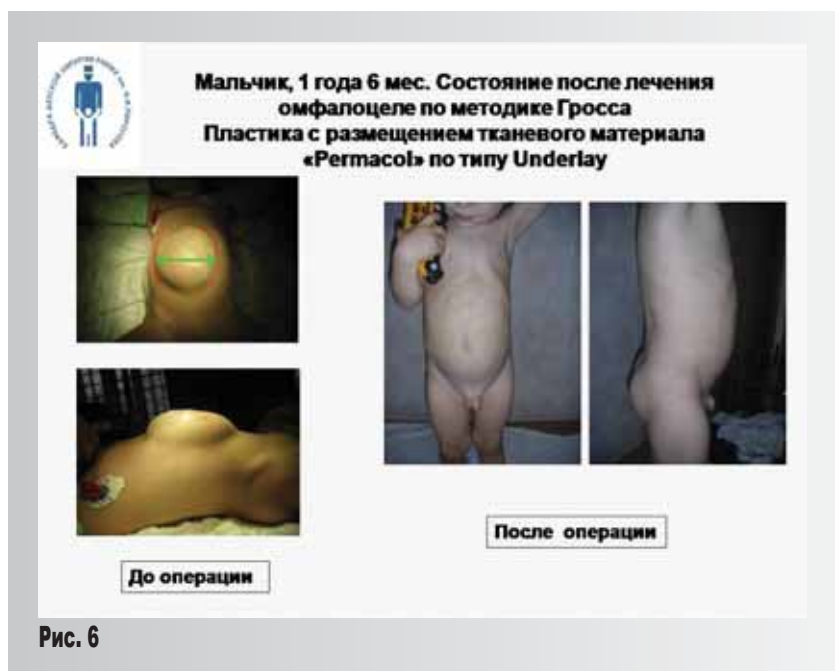 Мальчик, 1 года 6 мес. Состояние после лечения
омфалоцеле по методике Гросса
Пластика с размещением тканевого материала
«Permacol» по типу Underlay
До операции
После операции
Рис. 6